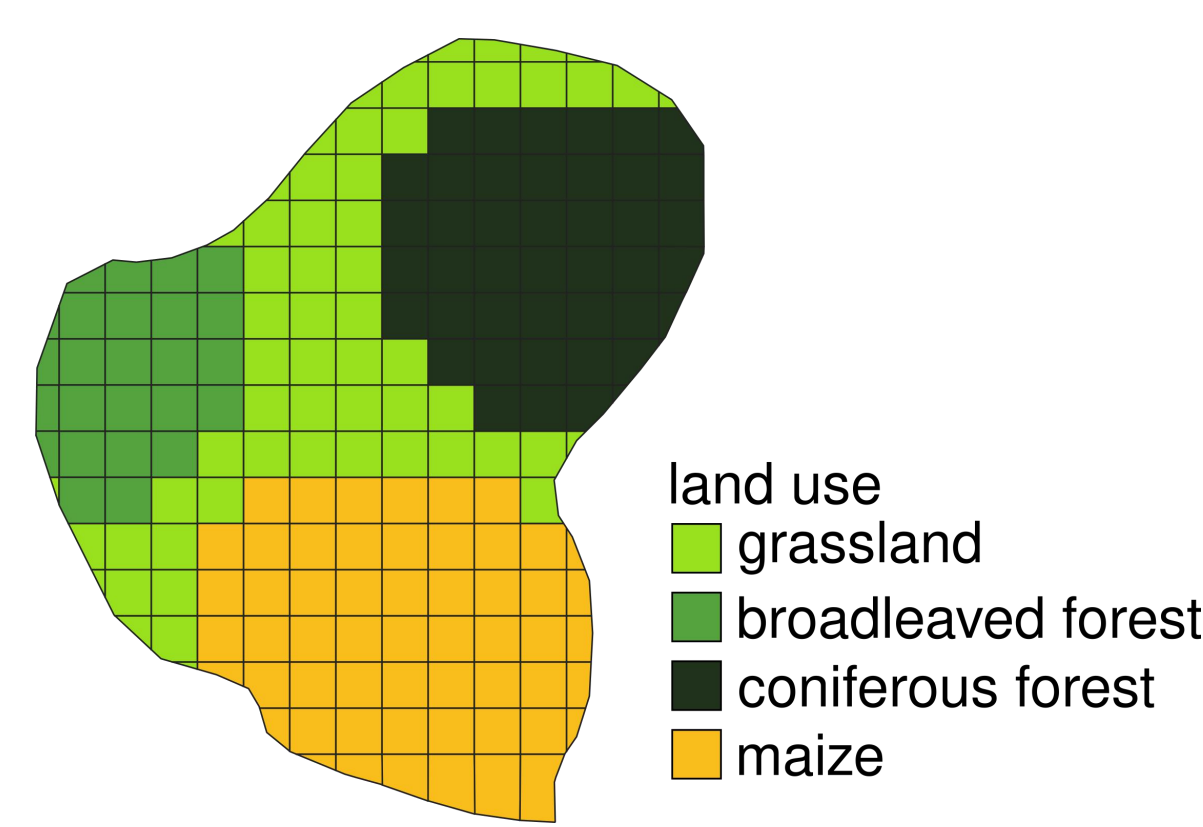 land use
grassland
broadleaved forest
coniferous forest
maize